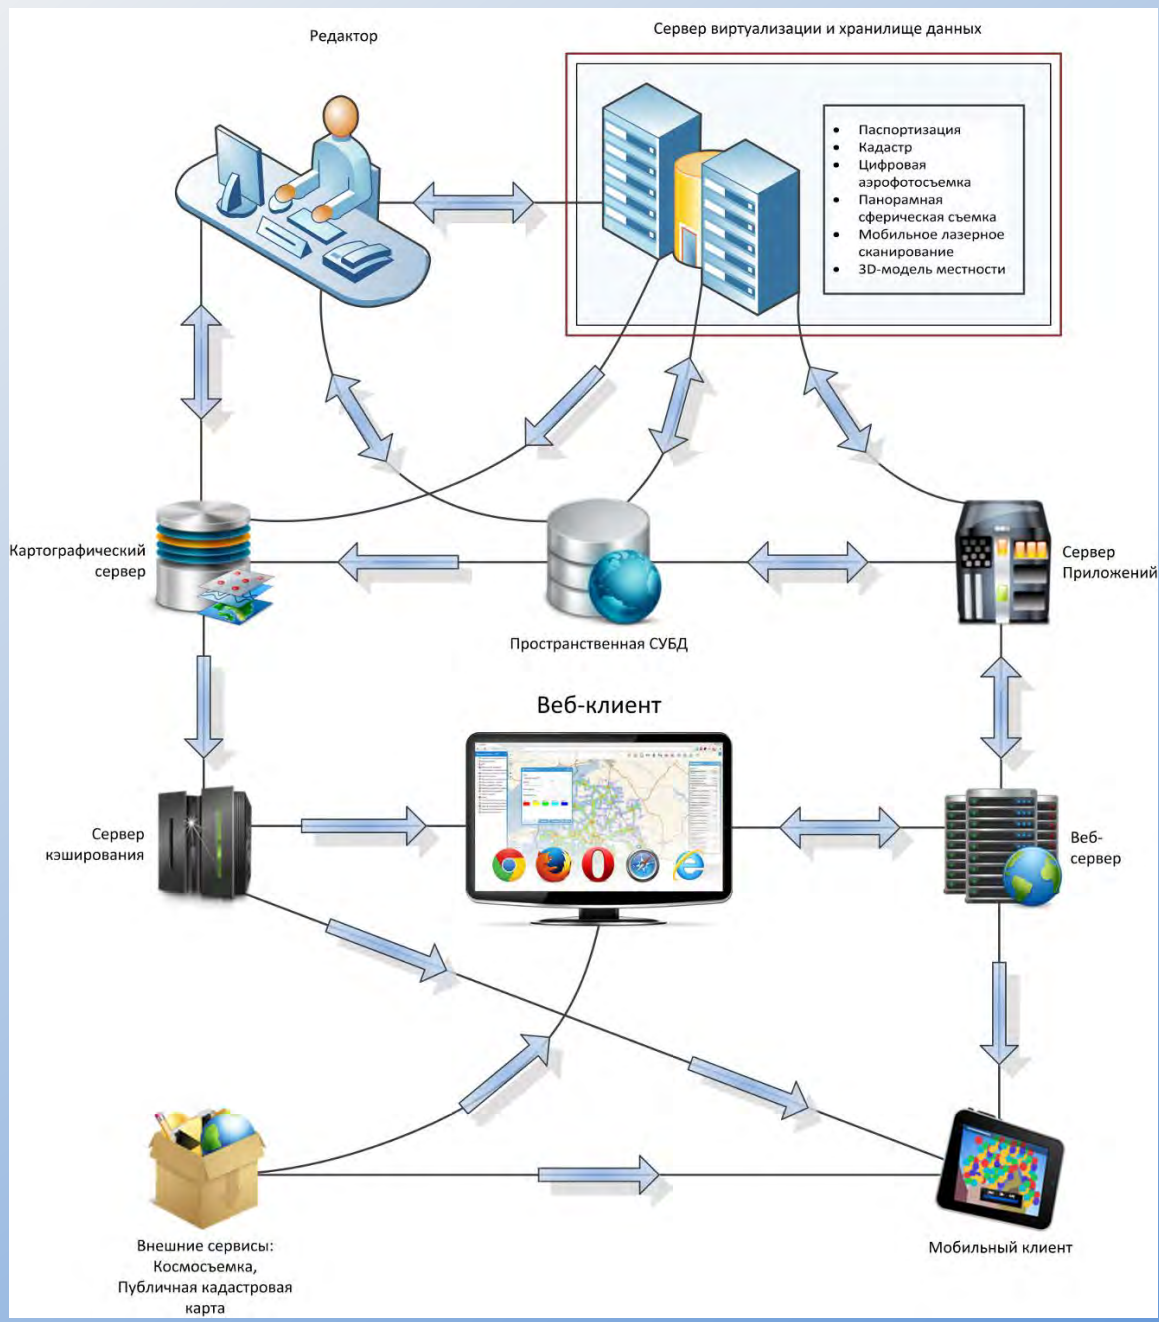 Редактор
Сервер виртуализации и хранилище данных
• Паспортизация
• Кадастр
• Цифровая
аэрофотосъемка
• Панорамная
сферическая съемка
• Мобильное лазерное
сканирование
• 3D-модель местности
Картографический
сервер
Пространственная СУБД
Сервер
Приложений
Веб-клиент
Сервер
кэширования
Веб-
сервер
Внешние сервисы:
Космосъемка,
Публичная кадастровая
карта
Мобильный клиент